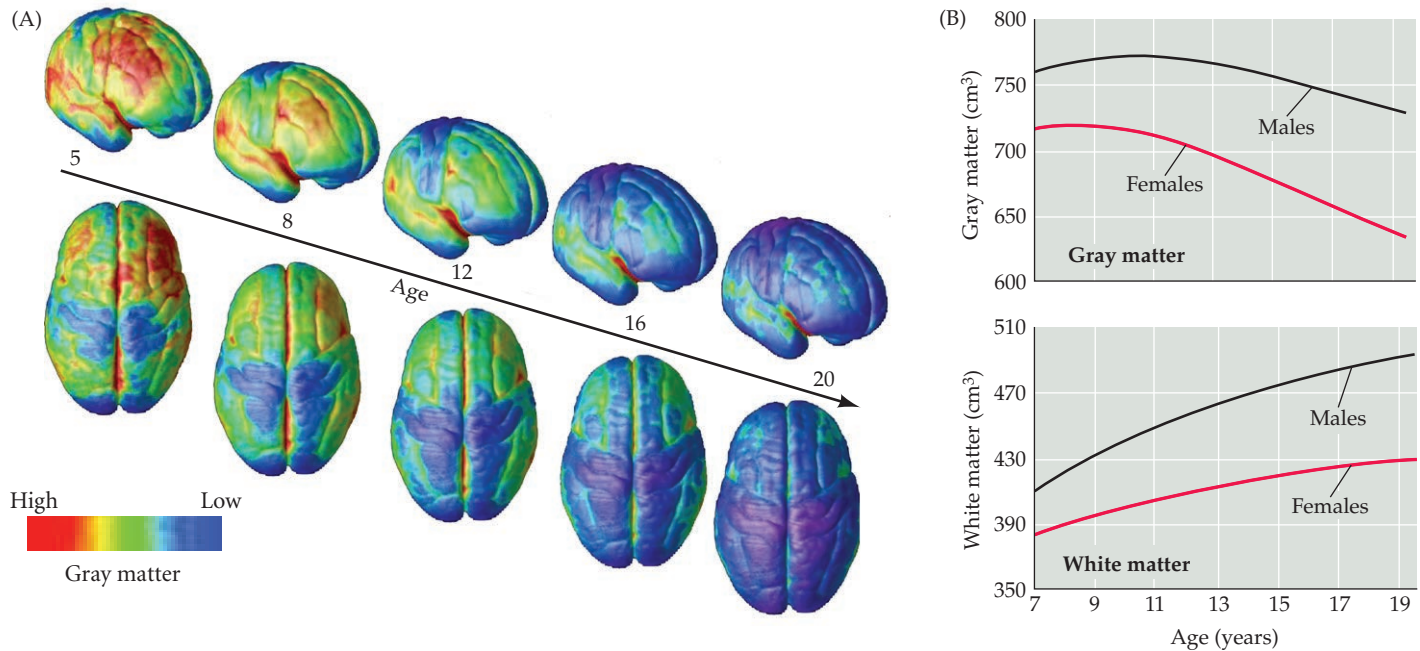 (A)
5
8
12
Age
16
20
High Low
Gray matter
(B)
800
750
700
650
600
Gray matter (cm³)
Males
Females
Gray matter
510
470
430
390
350
White matter (cm³)
Males
Females
White matter
7 9 11 13 15 17 19
Age (years)